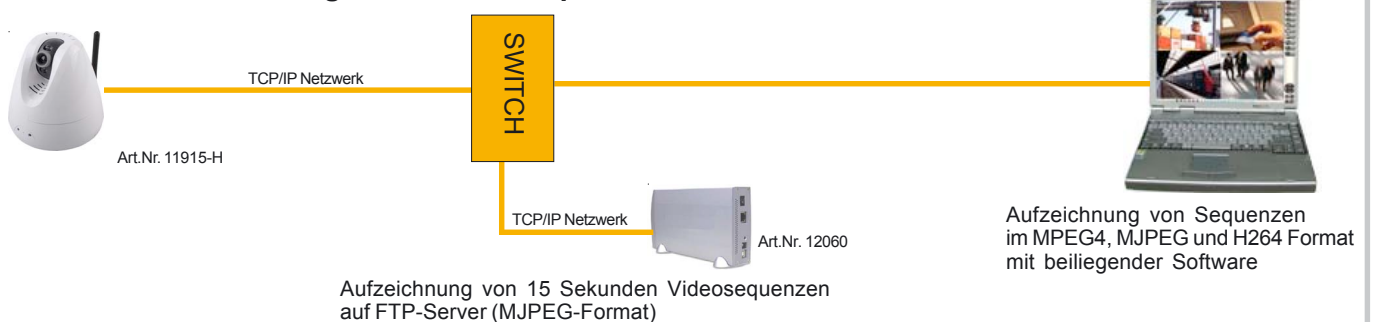 TCP/IP Netzwerk
SWITCH
Art.Nr. 11915-H
TCP/IP Netzwerk
Art.Nr. 12060
Aufzeichnung von 15 Sekunden Videosequenzen
auf FTP-Server (MJPEG-Format)
Aufzeichnung von Sequenzen
im MPEG4, MJPEG und H264 Format
mit beiliegender Software